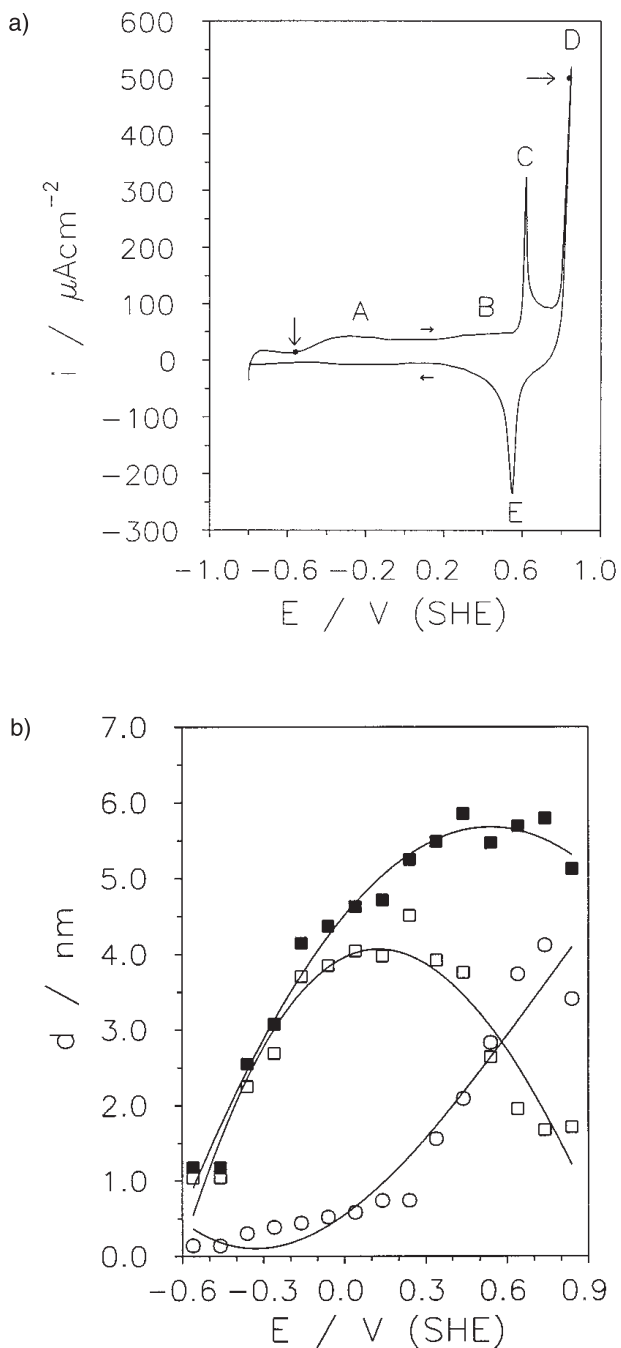 a)
600
500
300
200
100
0
−100
−200
−300
i / μAcm⁻²
A
B
C
D
E
−1.0 −0.6 −0.2 0.2 0.6 1.0
E / V (SHE)
b)
7.0
6.0
5.0
4.0
3.0
2.0
1.0
0.0
d / nm
−0.6 −0.3 0.0 0.3 0.6 0.9
E / V (SHE)